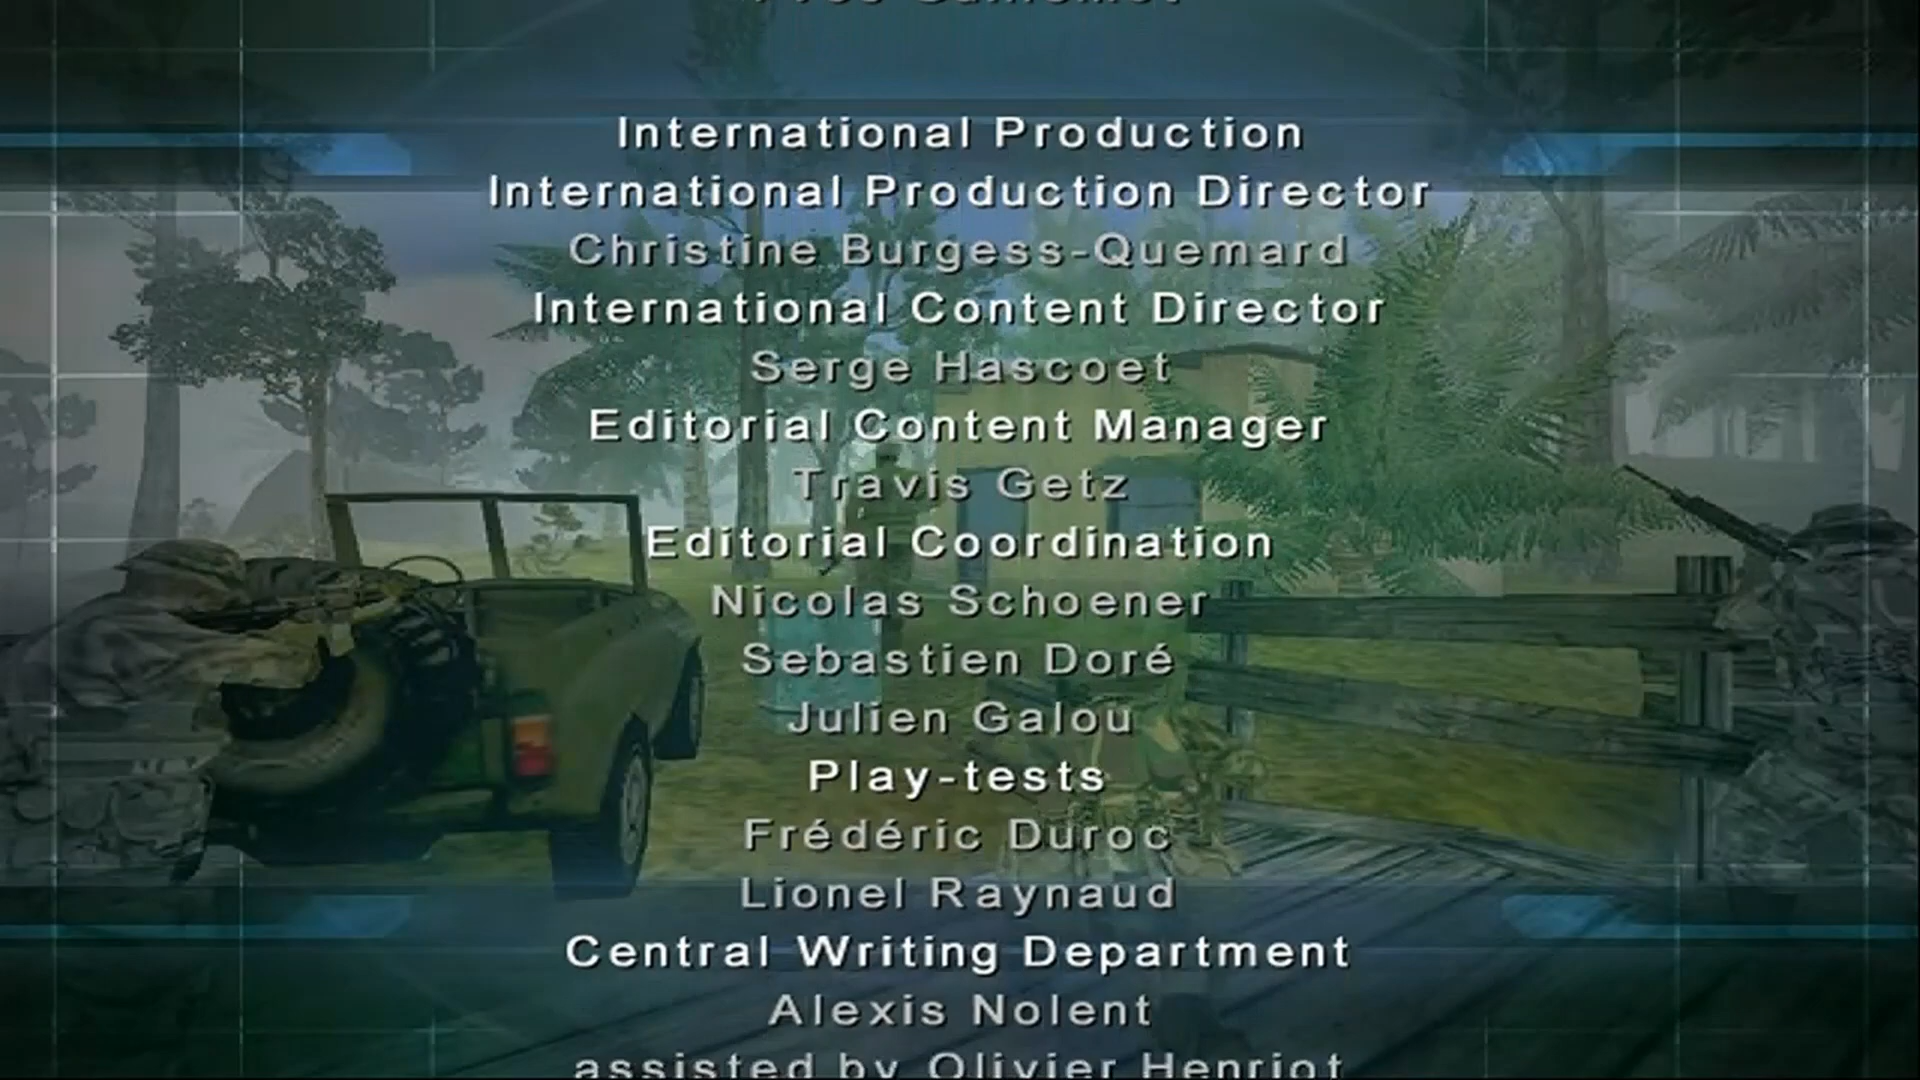 International Production
International Production Director
Christine Burgess-Quemard
International Content Director
Serge Hascoet
Editorial Content Manager
Travis Getz
Editorial Coordination
Nicolas Schoener
Sebastien Doré
Julien Galou
Play-tests
Frédéric Duroc
Lionel Raynaud
Central Writing Department
Alexis Nolent
assisted by Olivier Henriot